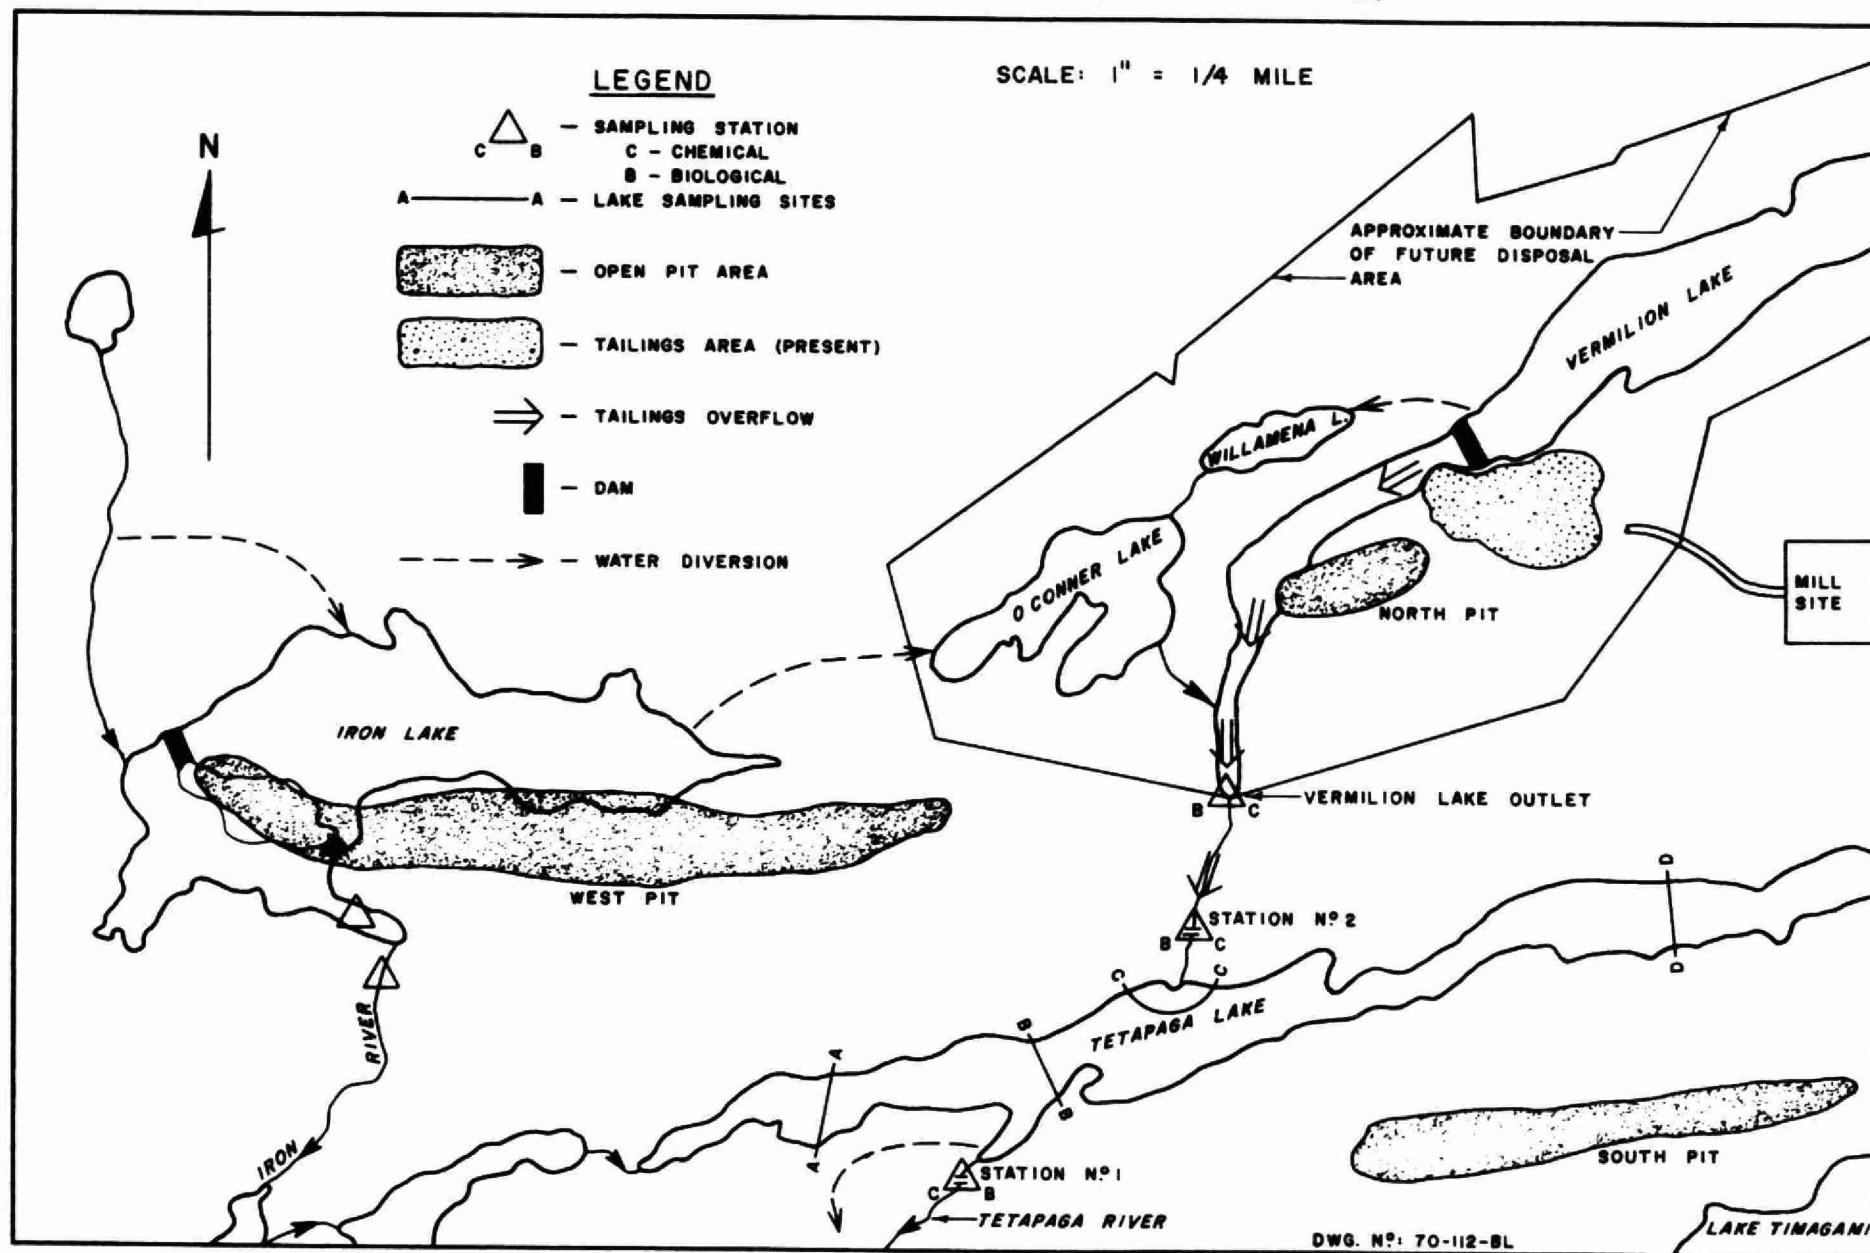 LEGEND
SCALE: 1" = 1/4 MILE
N
— SAMPLING STATION
C B
C - CHEMICAL
B - BIOLOGICAL
A A — LAKE SAMPLING SITES
— OPEN PIT AREA
— TAILINGS AREA (PRESENT)
— TAILINGS OVERFLOW
— DAM
— WATER DIVERSION
APPROXIMATE BOUNDARY
OF FUTURE DISPOSAL
AREA
VERMILION LAKE
WILLAMENA L.
O CONNER LAKE
NORTH PIT
MILL
SITE
IRON LAKE
WEST PIT
B C
VERMILION LAKE OUTLET
STATION Nº 2
B C
C C
D
D
TETAPAGA LAKE
B
B
A
A
RIVER
IRON
STATION Nº 1
C B
TETAPAGA RIVER
SOUTH PIT
LAKE TIMAGAMI
DWG. Nº: 70-112-BL